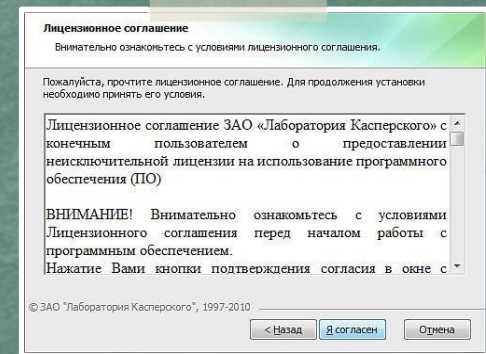 Лицензионное соглашение
Внимательно ознакомьтесь с условиями лицензионного соглашения.
Пожалуйста, прочтите лицензионное соглашение. Для продолжения установки
необходимо принять его условия.
Лицензионное соглашение ЗАО «Лаборатория Касперского» с
конечным пользователем о предоставлении
неисключительной лицензии на использование программного
обеспечения (ПО)
ВНИМАНИЕ! Внимательно ознакомьтесь с условиями
Лицензионного соглашения перед началом работы с
программным обеспечением.
Нажатие Вами кнопки подтверждения согласия в окне с
© ЗАО "Лаборатория Касперского", 1997-2010
< Назад Я согласен Отмена